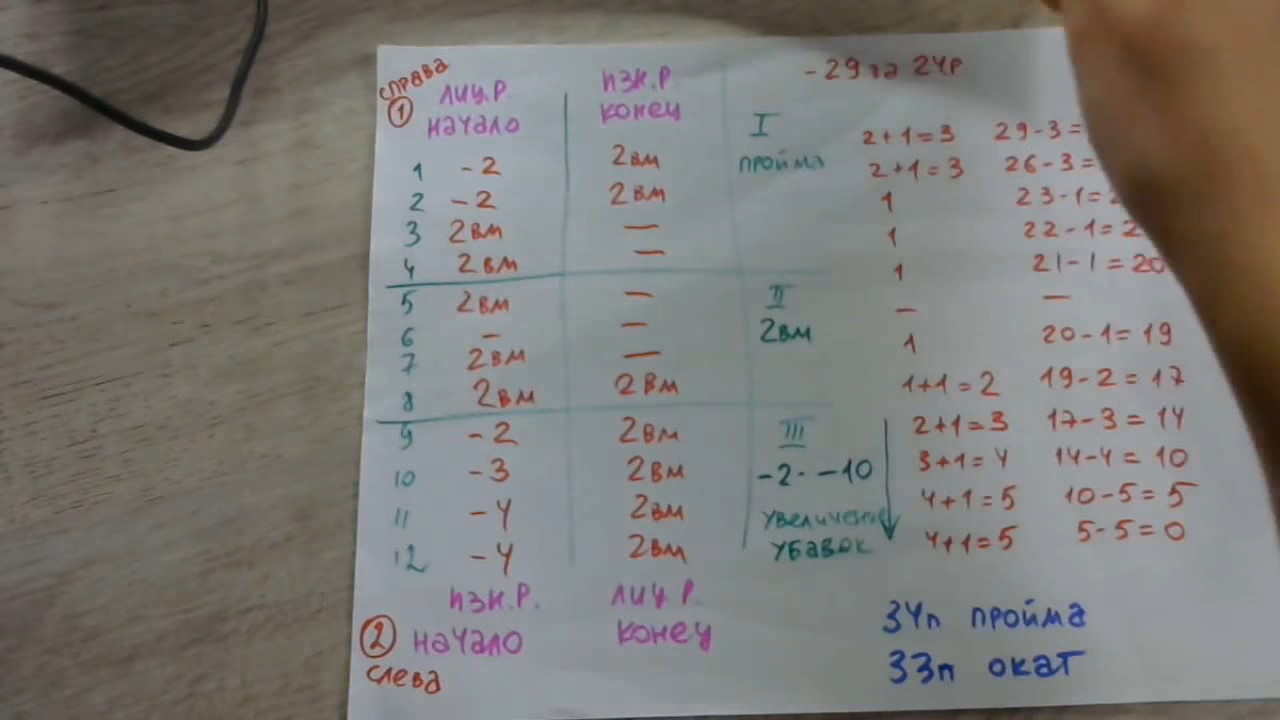 справа
① лиц.р. изн.р. -29 за 24р
начало конец
I пройма
1 -2 2вм 2+1=3 29-3=
2 -2 2вм 2+1=3 26-3=
3 2вм — 1 23-1=
4 2вм — 1 22-1=2
5 2вм — 1 21-1=20
II 2вм
6 — — — —
7 2вм — 1 20-1=19
8 2вм 2вм 1+1=2 19-2=17
9 -2 2вм 2+1=3 17-3=14
III
10 -3 2вм -2 - -10 3+1=4 14-4=10
11 -4 2вм 4+1=5 10-5=5
увеличение
12 -4 2вм убавок 4+1=5 5-5=0
изн.р. лиц.р.
② начало конец
слева
34п пройма
33п окат